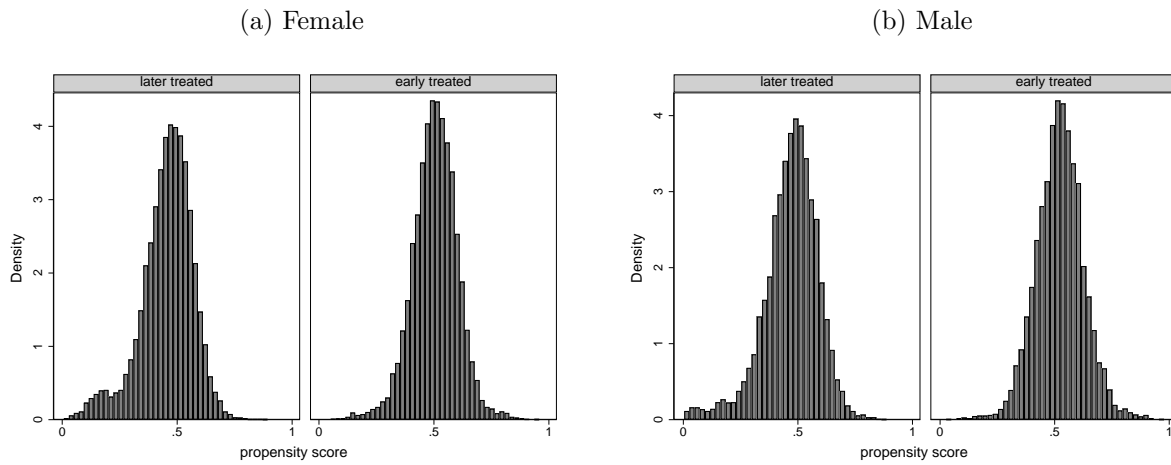 (a) Female
later treated early treated
Density
0 1 2 3 4
0 .5 1 0 .5 1
propensity score
(b) Male
later treated early treated
Density
0 1 2 3 4
0 .5 1 0 .5 1
propensity score